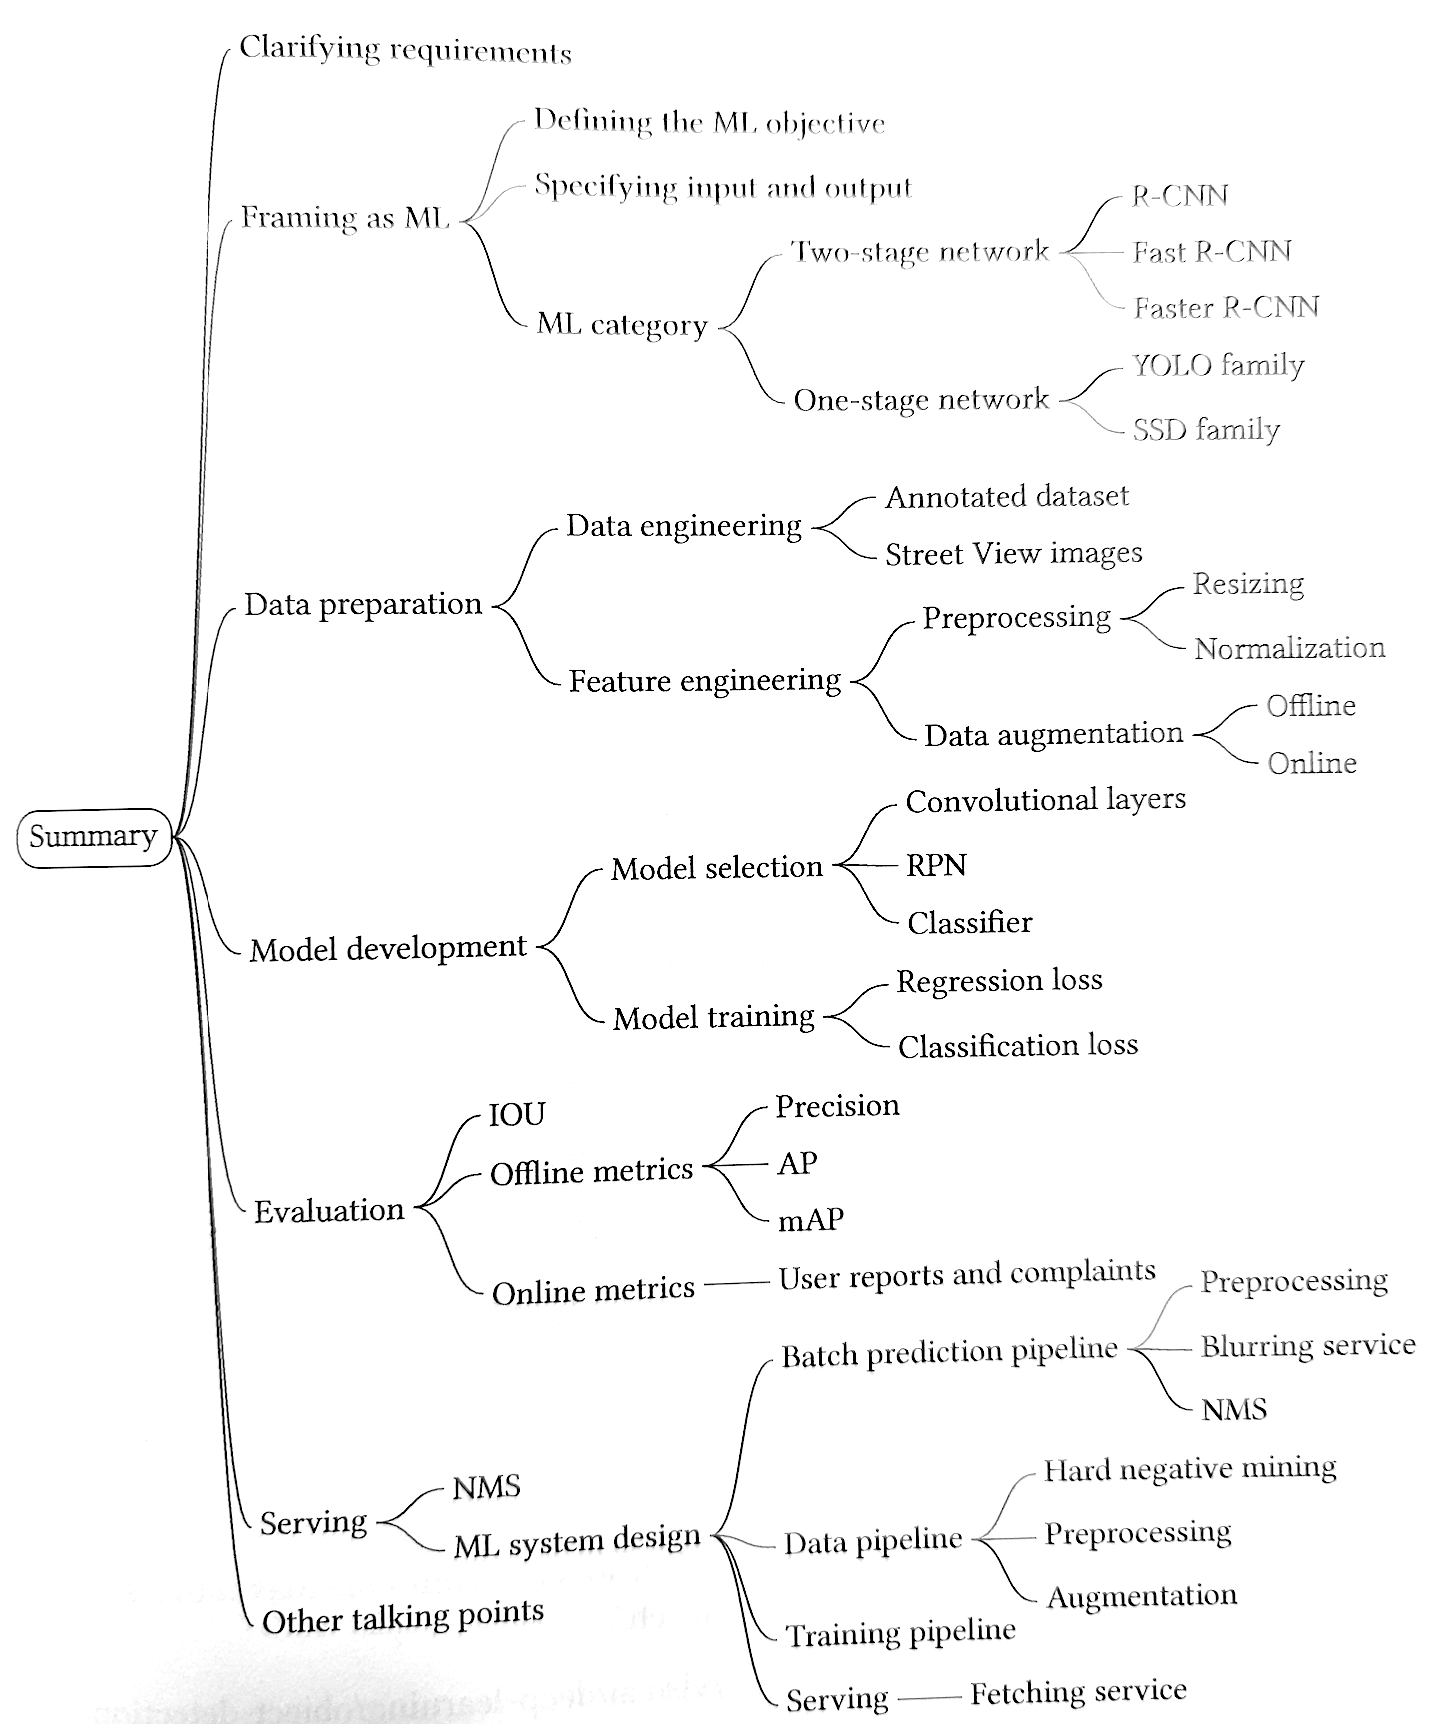 Clarifying requirements
Framing as ML
Defining the ML objective
Specifying input and output
ML category
Two-stage network
R-CNN
Fast R-CNN
Faster R-CNN
One-stage network
YOLO family
SSD family
Data preparation
Data engineering
Annotated dataset
Street View images
Feature engineering
Preprocessing
Resizing
Normalization
Data augmentation
Offline
Online
Summary
Model development
Model selection
Convolutional layers
RPN
Classifier
Model training
Regression loss
Classification loss
Evaluation
IOU
Offline metrics
Precision
AP
mAP
Online metrics
User reports and complaints
Serving
NMS
ML system design
Batch prediction pipeline
Preprocessing
Blurring service
NMS
Data pipeline
Hard negative mining
Preprocessing
Augmentation
Training pipeline
Serving
Fetching service
Other talking points